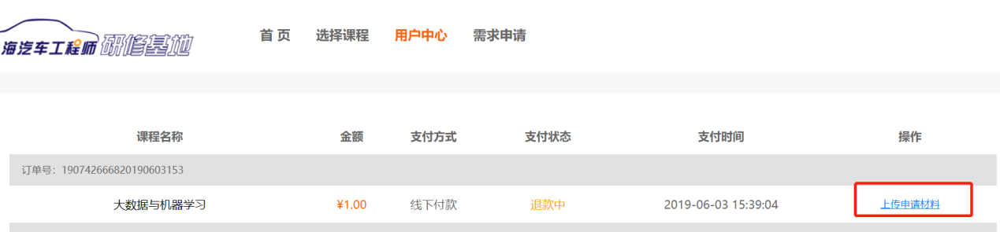 海汽车工程师 研修基地
首 页 选择课程 用户中心 需求申请
课程名称 金额 支付方式 支付状态 支付时间 操作
订单号：190742666820190603153
大数据与机器学习 ¥1.00 线下付款 退款中 2019-06-03 15:39:04 上传申请材料